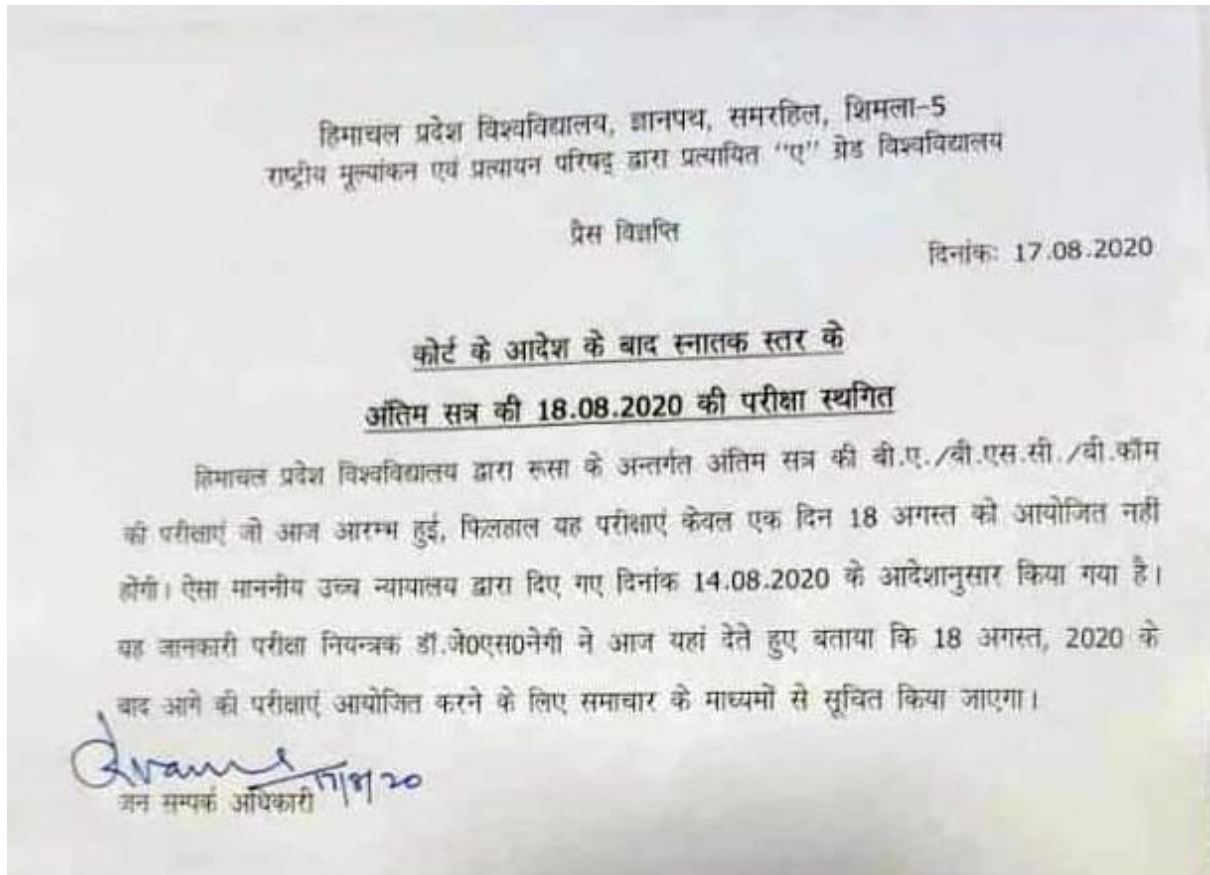 हिमाचल प्रदेश विश्वविद्यालय, ज्ञानपथ, समरहिल, शिमला-5
राष्ट्रीय मूल्यांकन एवं प्रत्यायन परिषद् द्वारा प्रत्यायित ''ए'' ग्रेड विश्वविद्यालय
प्रैस विज्ञप्ति
दिनांकः 17.08.2020
कोर्ट के आदेश के बाद स्नातक स्तर के
अंतिम सत्र की 18.08.2020 की परीक्षा स्थगित
हिमाचल प्रदेश विश्वविद्यालय द्वारा रूसा के अन्तर्गत अंतिम सत्र की बी.ए./बी.एस.सी./बी.कॉम
की परीक्षाएं जो आज आरम्भ हुई, फिलहाल यह परीक्षाएं केवल एक दिन 18 अगस्त को आयोजित नहीं
होंगी। ऐसा माननीय उच्च न्यायालय द्वारा दिए गए दिनांक 14.08.2020 के आदेशानुसार किया गया है।
यह जानकारी परीक्षा नियन्त्रक डॉ.जे0एस0नेगी ने आज यहां देते हुए बताया कि 18 अगस्त, 2020 के
बाद आगे की परीक्षाएं आयोजित करने के लिए समाचार के माध्यमों से सूचित किया जाएगा।
17/8/20
जन सम्पर्क अधिकारी